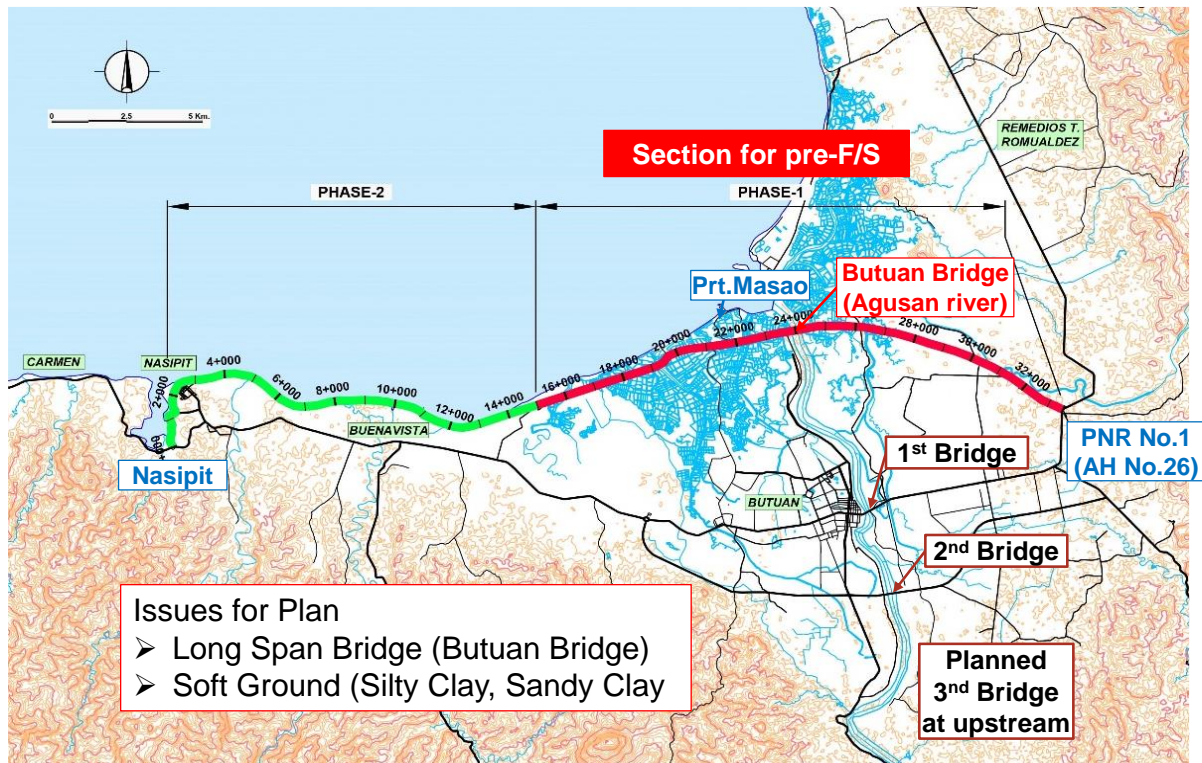 0 2.5 5 Km.
Section for pre-F/S
REMEDIOS T.
ROMUALDEZ
PHASE-2
PHASE-1
Prt.Masao
Butuan Bridge
(Agusan river)
CARMEN
NASIPIT
2+000
4+000
6+000
8+000
10+000
12+000
14+000
16+000
18+000
20+000
22+000
24+000
28+000
32+000
BUENAVISTA
Nasipit
PNR No.1
(AH No.26)
1st Bridge
BUTUAN
2nd Bridge
Issues for Plan
➢ Long Span Bridge (Butuan Bridge)
➢ Soft Ground (Silty Clay, Sandy Clay
Planned
3nd Bridge
at upstream